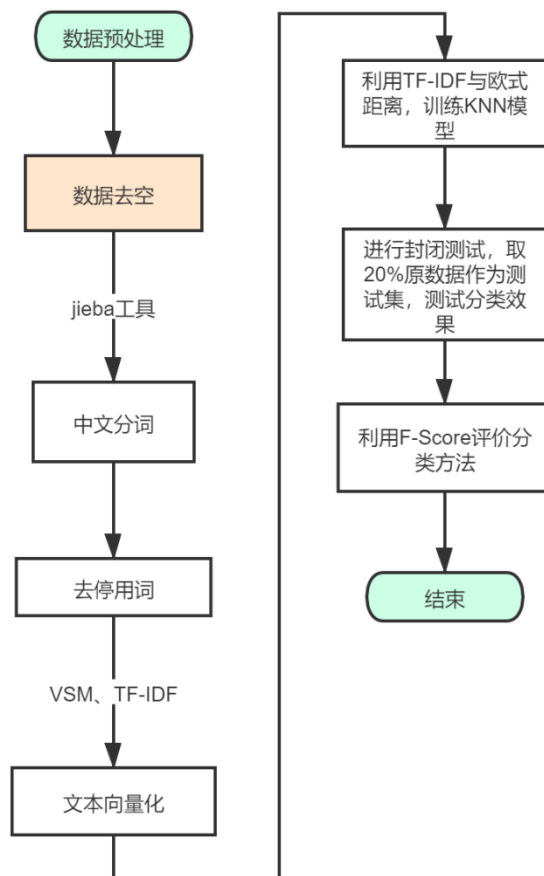 数据预处理
数据去空
jieba工具
中文分词
去停用词
VSM、TF-IDF
文本向量化
利用TF-IDF与欧式
距离，训练KNN模
型
进行封闭测试，取
20%原数据作为测
试集，测试分类效
果
利用F-Score评价分
类方法
结束